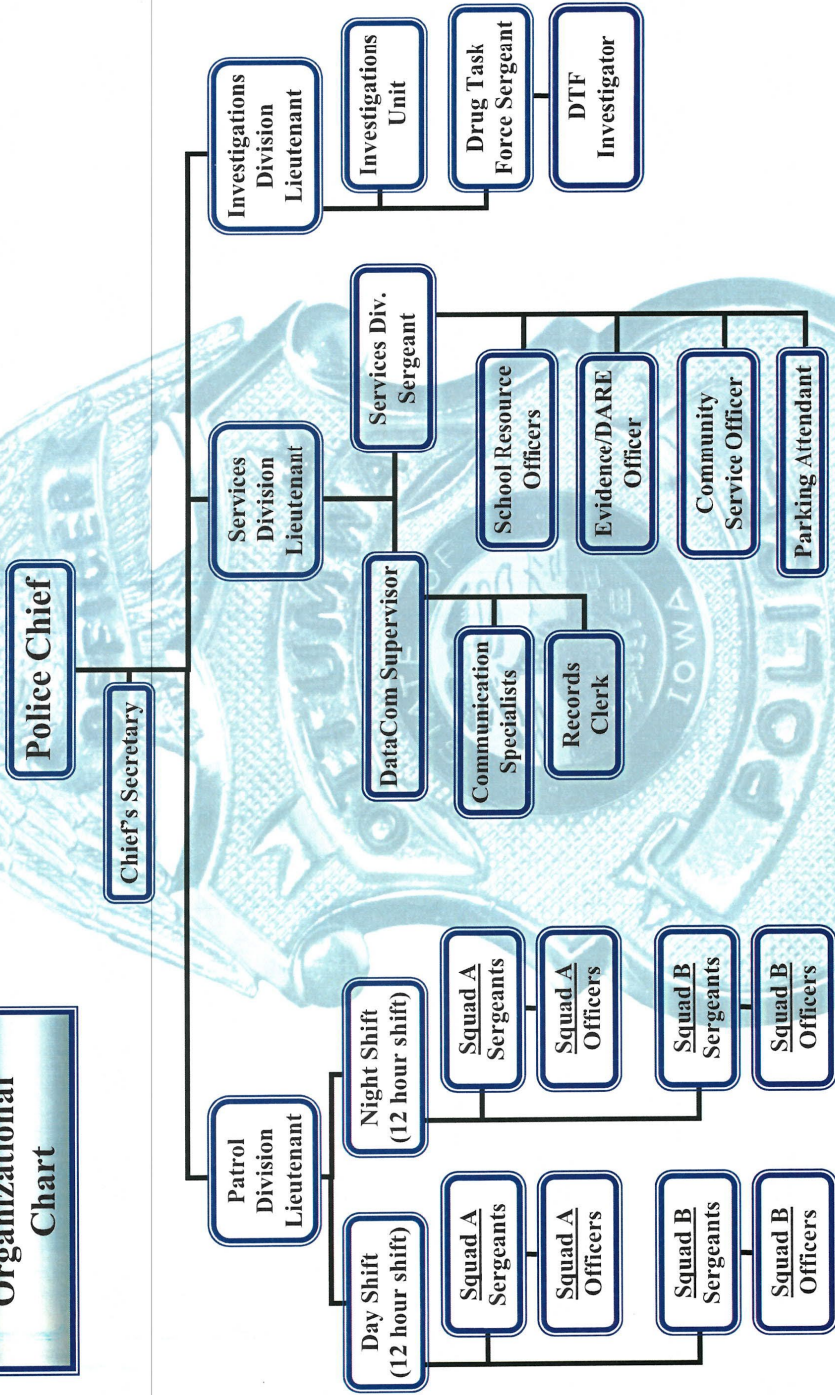 Organizational
Chart
Police Chief
Chief's Secretary
Patrol
Division
Lieutenant
Services
Division
Lieutenant
Investigations
Division
Lieutenant
Day Shift
(12 hour shift)
Night Shift
(12 hour shift)
DataCom Supervisor
Services Div.
Sergeant
Investigations
Unit
Squad A
Sergeants
Squad A
Officers
Squad B
Sergeants
Squad B
Officers
Squad A
Sergeants
Squad A
Officers
Squad B
Sergeants
Squad B
Officers
Communication
Specialists
Records
Clerk
School Resource
Officers
Evidence/DARE
Officer
Community
Service Officer
Parking Attendant
Drug Task
Force Sergeant
DTF
Investigator
IOWA